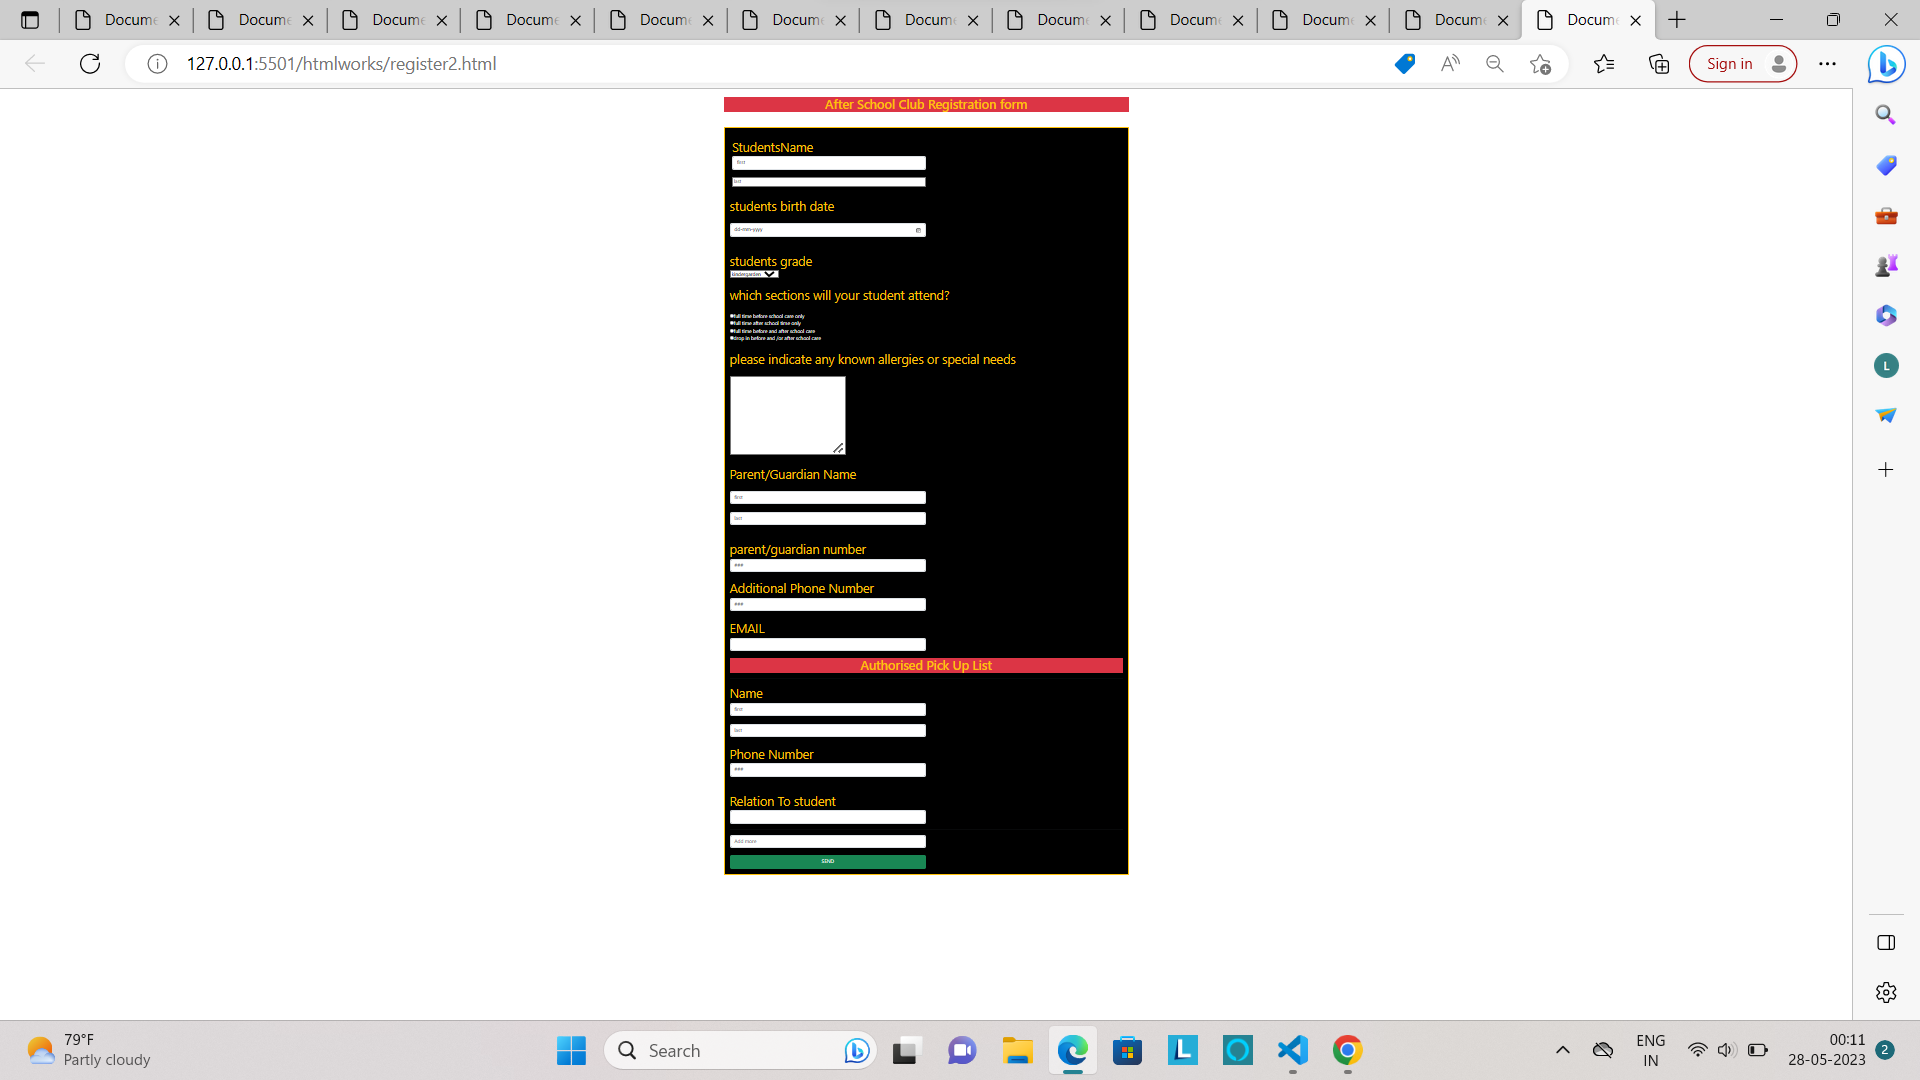 Docume
Docume
Docume
Docume
Docume
Docume
Docume
Docume
Docume
Docume
Docume
Docume
127.0.0.1:5501/htmlworks/register2.html
Sign in
After School Club Registration form
StudentsName
first
last
students birth date
dd-mm-yyyy
students grade
kindergarden
which sections will your student attend?
full time before school care only
full time after school time only
full time before and after school care
drop in before and /or after school care
please indicate any known allergies or special needs
Parent/Guardian Name
first
last
parent/guardian number
###
Additional Phone Number
###
EMAIL
Authorised Pick Up List
Name
first
last
Phone Number
###
Relation To student
Add more
SEND
L
79°F
Partly cloudy
Search
ENG
IN
00:11
28-05-2023
2